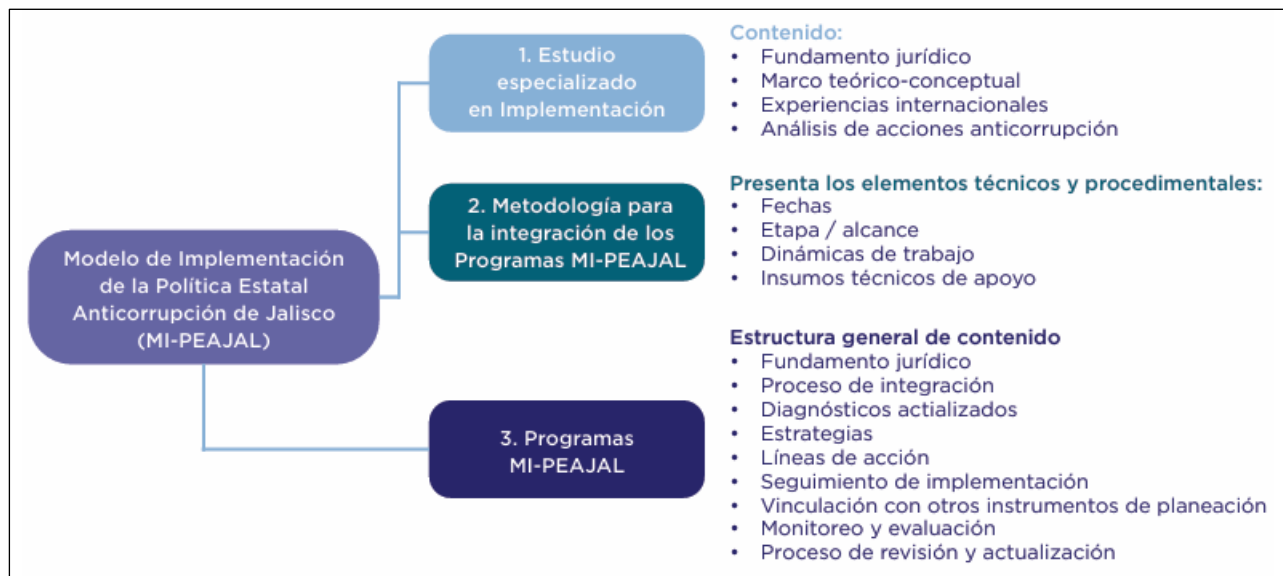 Modelo de Implementación
de la Política Estatal
Anticorrupción de Jalisco
(MI-PEAJAL)
1. Estudio
especializado
en Implementación
Contenido:
• Fundamento jurídico
• Marco teórico-conceptual
• Experiencias internacionales
• Análisis de acciones anticorrupción
2. Metodología para
la integración de los
Programas MI-PEAJAL
Presenta los elementos técnicos y procedimentales:
• Fechas
• Etapa / alcance
• Dinámicas de trabajo
• Insumos técnicos de apoyo
3. Programas
MI-PEAJAL
Estructura general de contenido
• Fundamento jurídico
• Proceso de integración
• Diagnósticos actializados
• Estrategias
• Líneas de acción
• Seguimiento de implementación
• Vinculación con otros instrumentos de planeación
• Monitoreo y evaluación
• Proceso de revisión y actualización